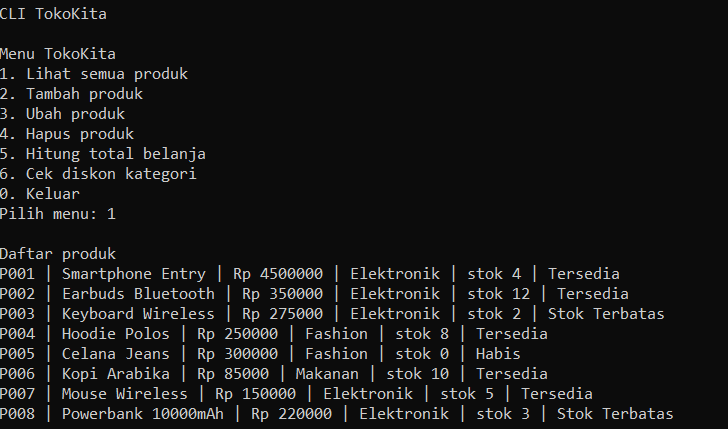 CLI TokoKita
Menu TokoKita
1. Lihat semua produk
2. Tambah produk
3. Ubah produk
4. Hapus produk
5. Hitung total belanja
6. Cek diskon kategori
0. Keluar
Pilih menu: 1
Daftar produk
P001 | Smartphone Entry | Rp 4500000 | Elektronik | stok 4 | Tersedia
P002 | Earbuds Bluetooth | Rp 350000 | Elektronik | stok 12 | Tersedia
P003 | Keyboard Wireless | Rp 275000 | Elektronik | stok 2 | Stok Terbatas
P004 | Hoodie Polos | Rp 250000 | Fashion | stok 8 | Tersedia
P005 | Celana Jeans | Rp 300000 | Fashion | stok 0 | Habis
P006 | Kopi Arabika | Rp 85000 | Makanan | stok 10 | Tersedia
P007 | Mouse Wireless | Rp 150000 | Elektronik | stok 5 | Tersedia
P008 | Powerbank 10000mAh | Rp 220000 | Elektronik | stok 3 | Stok Terbatas